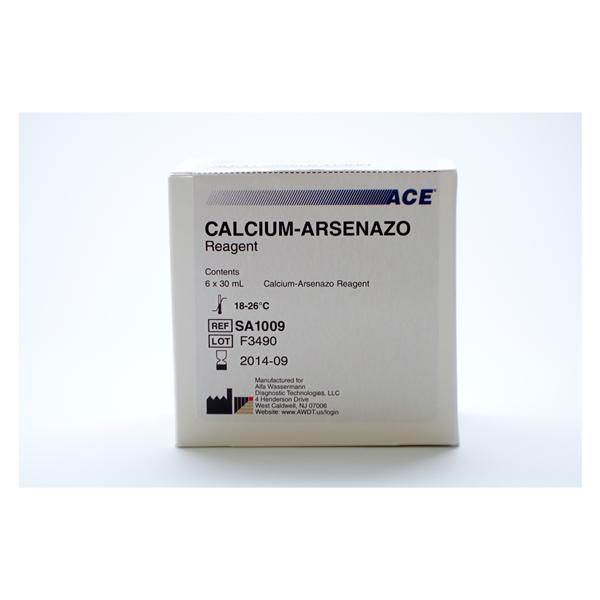 ACE®
CALCIUM-ARSENAZO
Reagent
Contents
6 x 30 mL Calcium-Arsenazo Reagent
18-26°C
REF SA1009
LOT F3490
2014-09
Manufactured for
Alfa Wassermann
Diagnostic Technologies, LLC
4 Henderson Drive
West Caldwell, NJ 07006
Website: www.AWDT.us/login